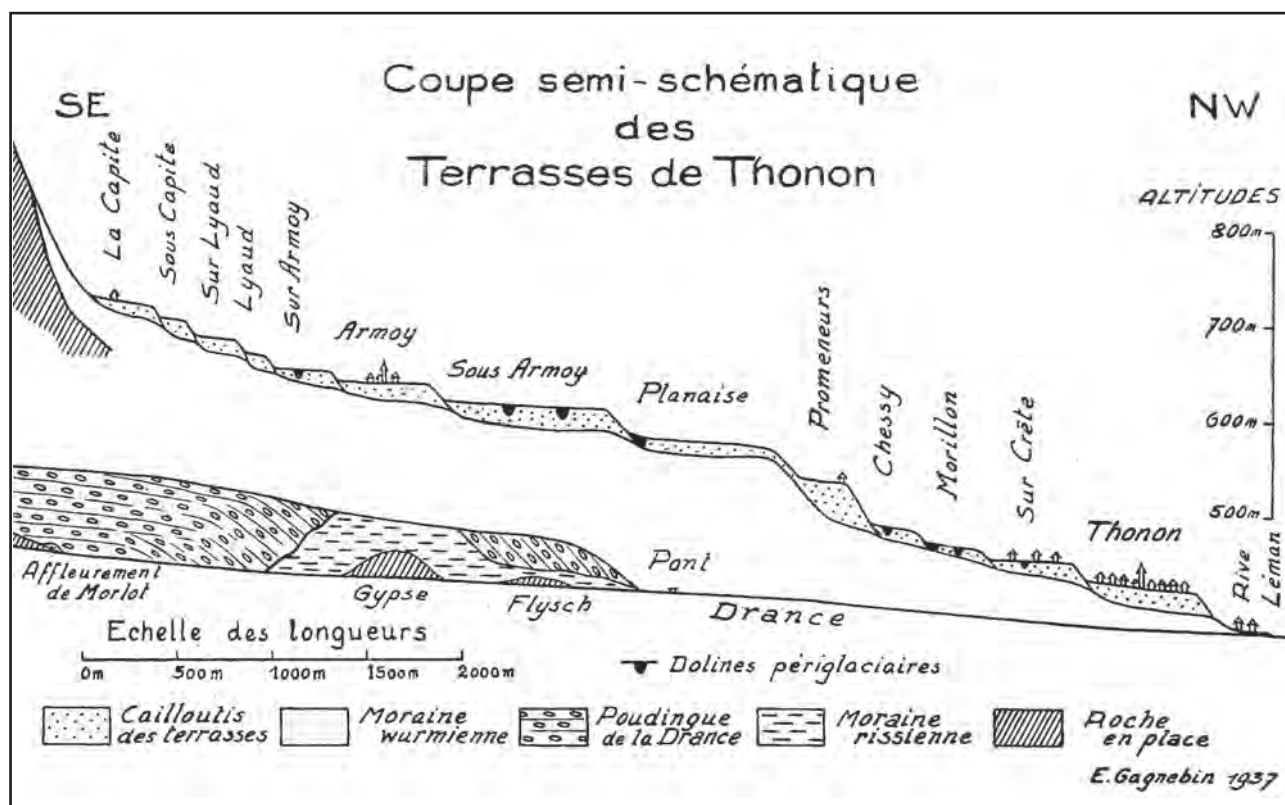 Coupe semi-schématique
des
Terrasses de Thonon
SE
NW
ALTITUDES
800m
700m
600m
500m
La Capite
Sous Capite
Sur Lyaud
Lyaud
Sur Armoy
Armoy
Sous Armoy
Planaise
Promeneurs
Chessy
Morillon
Sur Crête
Thonon
Rive
Léman
Affleurement
de Morlot
Gypse
Flysch
Pont
Drance
Echelle des longueurs
0m 500m 1000m 1500m 2000m
Dolines périglaciaires
Cailloutis
des terrasses
Moraine
wurmienne
Poudingue
de la Drance
Moraine
rissienne
Roche
en place
E. Gagnebin 1937